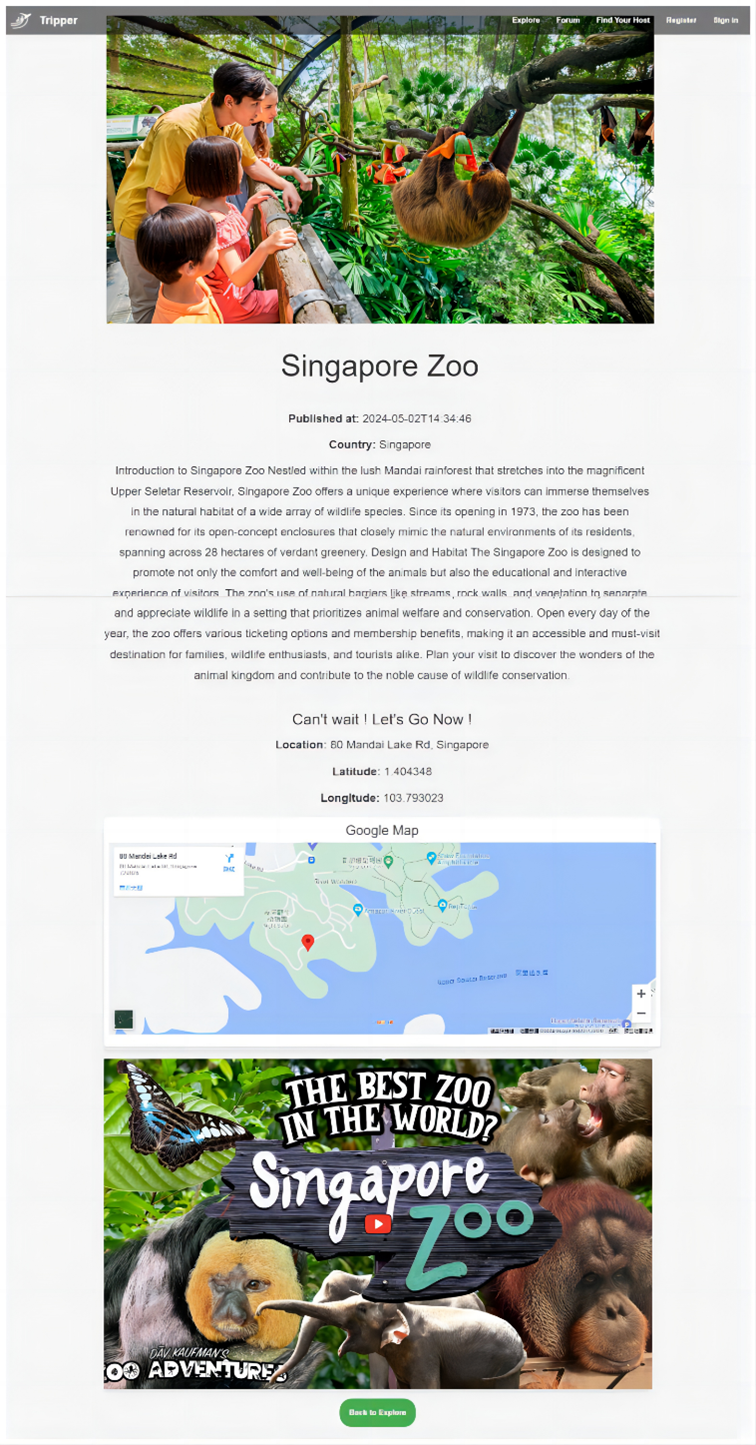 Tripper
Explore Forum Find Your Host Register Sign in
Singapore Zoo
Published at: 2024-05-02T14:34:46
Country: Singapore
Introduction to Singapore Zoo Nestled within the lush Mandai rainforest that stretches into the magnificent
Upper Seletar Reservoir, Singapore Zoo offers a unique experience where visitors can immerse themselves
in the natural habitat of a wide array of wildlife species. Since its opening in 1973, the zoo has been
renowned for its open-concept enclosures that closely mimic the natural environments of its residents,
spanning across 28 hectares of verdant greenery. Design and Habitat The Singapore Zoo is designed to
promote not only the comfort and well-being of the animals but also the educational and interactive
experience of visitors. The zoo's use of natural barriers like streams, rock walls, and vegetation to separate
and appreciate wildlife in a setting that prioritizes animal welfare and conservation. Open every day of the
year, the zoo offers various ticketing options and membership benefits, making it an accessible and must-visit
destination for families, wildlife enthusiasts, and tourists alike. Plan your visit to discover the wonders of the
animal kingdom and contribute to the noble cause of wildlife conservation.
Can't wait ! Let's Go Now !
Location: 80 Mandai Lake Rd, Singapore
Latitude: 1.404348
Longitude: 103.793023
Google Map
80 Mandai Lake Rd
THE BEST ZOO
IN THE WORLD?
Singapore
ZOO
DAV KAUFMAN'S
ZOO ADVENTURES
Back to Explore